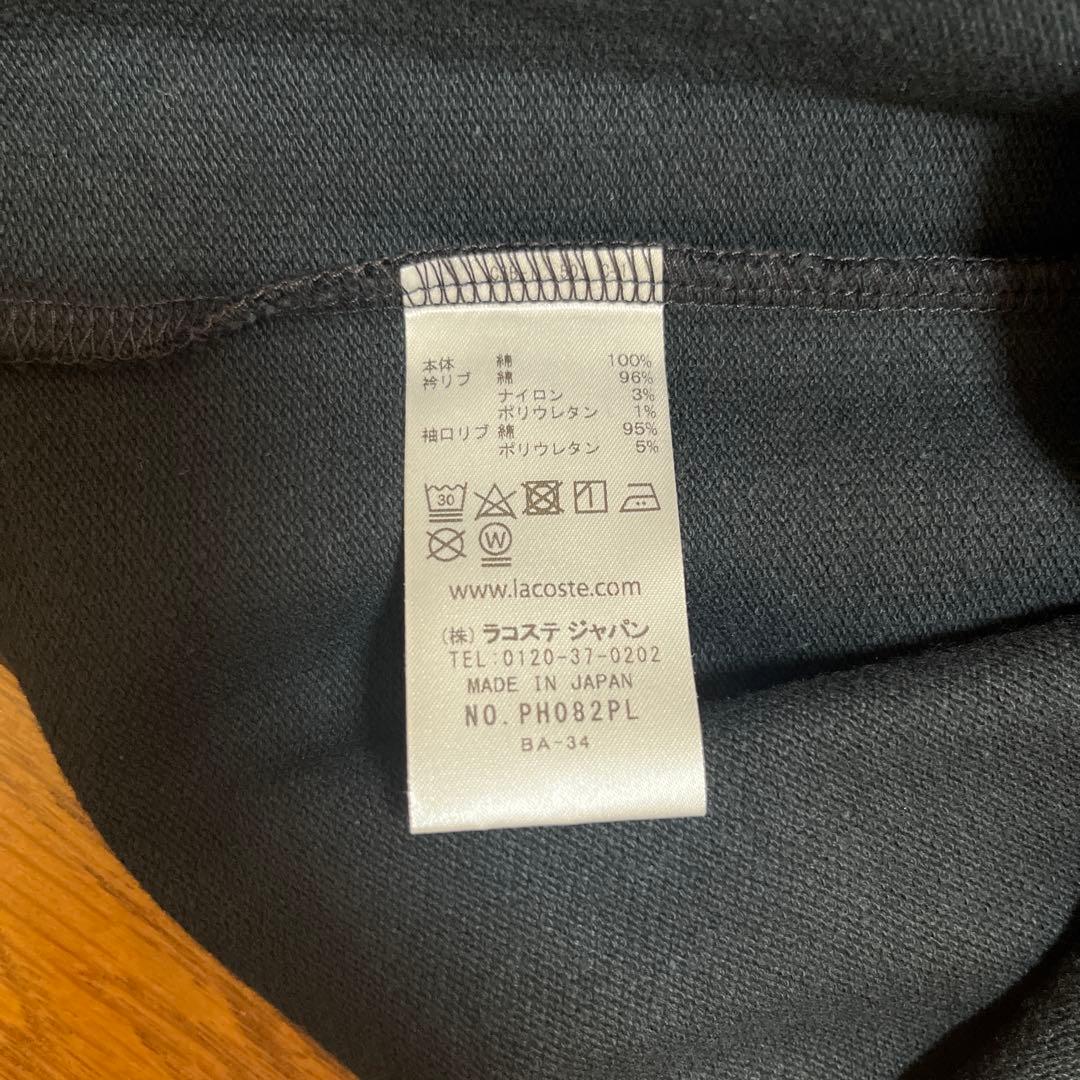 本体 綿 100%
衿リブ 綿 96%
ナイロン 3%
ポリウレタン 1%
袖口リブ 綿 95%
ポリウレタン 5%
30
W
www.lacoste.com
(株) ラコステ ジャパン
TEL:0120-37-0202
MADE IN JAPAN
NO. PH082PL
BA-34